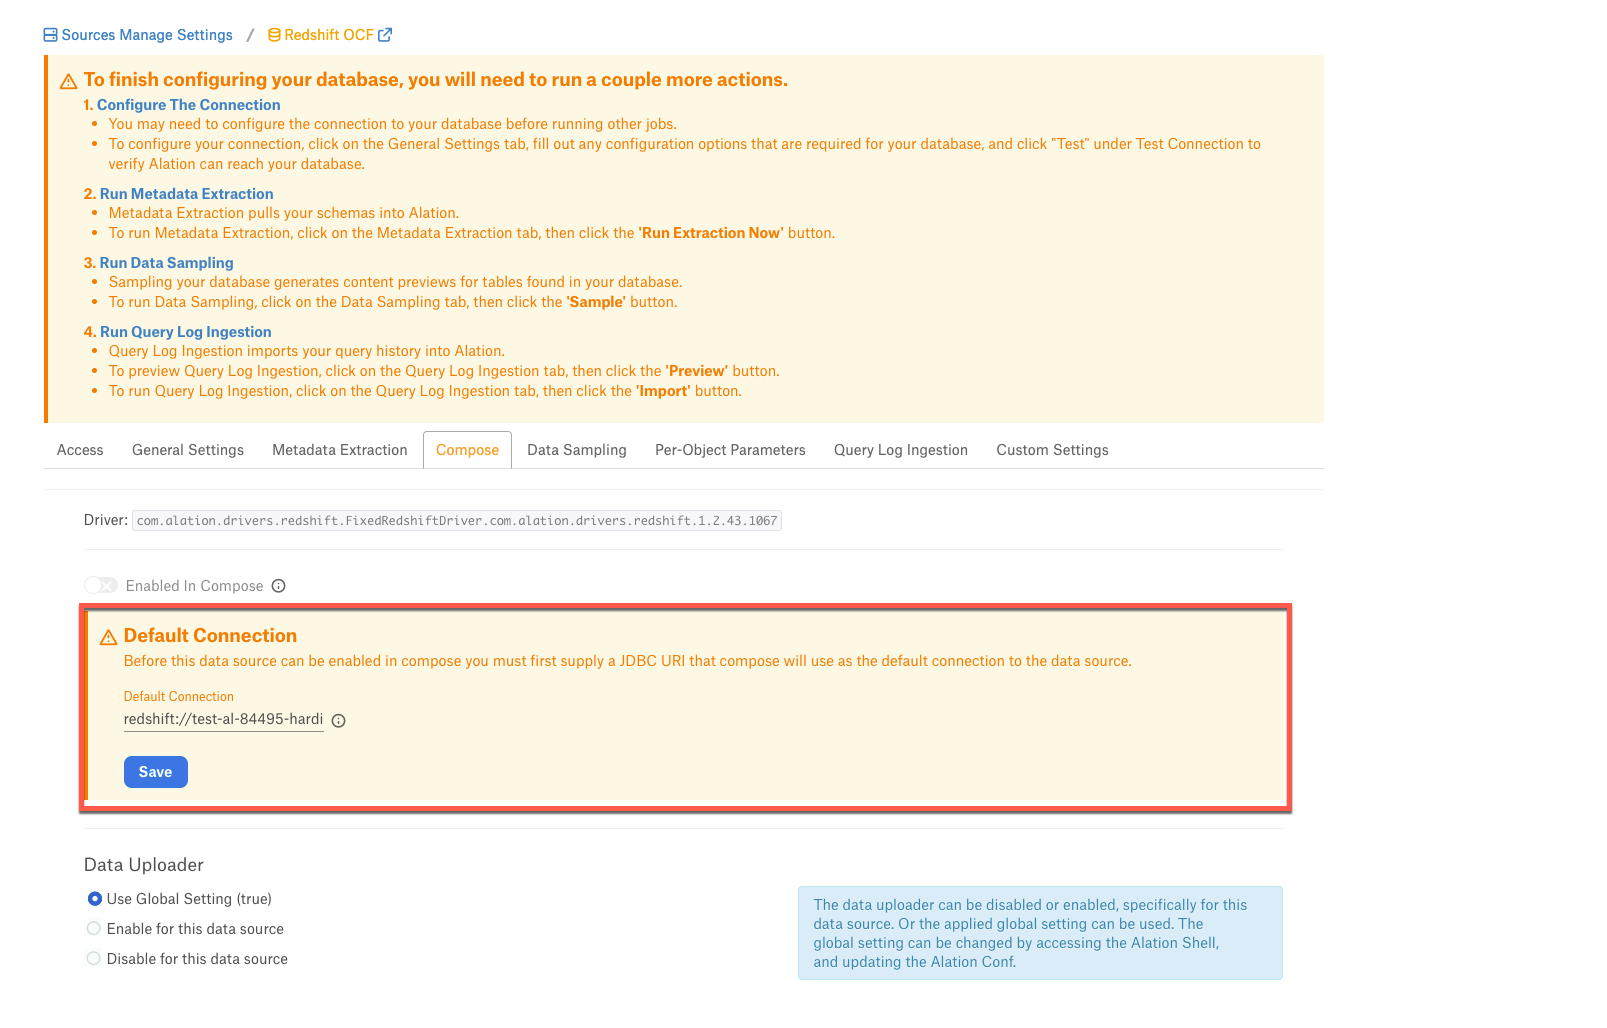 Sources Manage Settings / Redshift OCF
To finish configuring your database, you will need to run a couple more actions.
1. Configure The Connection
• You may need to configure the connection to your database before running other jobs.
• To configure your connection, click on the General Settings tab, fill out any configuration options that are required for your database, and click "Test" under Test Connection to
verify Alation can reach your database.
2. Run Metadata Extraction
• Metadata Extraction pulls your schemas into Alation.
• To run Metadata Extraction, click on the Metadata Extraction tab, then click the 'Run Extraction Now' button.
3. Run Data Sampling
• Sampling your database generates content previews for tables found in your database.
• To run Data Sampling, click on the Data Sampling tab, then click the 'Sample' button.
4. Run Query Log Ingestion
• Query Log Ingestion imports your query history into Alation.
• To preview Query Log Ingestion, click on the Query Log Ingestion tab, then click the 'Preview' button.
• To run Query Log Ingestion, click on the Query Log Ingestion tab, then click the 'Import' button.
Access General Settings Metadata Extraction Compose Data Sampling Per-Object Parameters Query Log Ingestion Custom Settings
Driver: com.alation.drivers.redshift.FixedRedshiftDriver.com.alation.drivers.redshift.1.2.43.1067
Enabled In Compose
Default Connection
Before this data source can be enabled in compose you must first supply a JDBC URI that compose will use as the default connection to the data source.
Default Connection
redshift://test-al-84495-hardi
Save
Data Uploader
Use Global Setting (true)
Enable for this data source
Disable for this data source
The data uploader can be disabled or enabled, specifically for this
data source. Or the applied global setting can be used. The
global setting can be changed by accessing the Alation Shell,
and updating the Alation Conf.